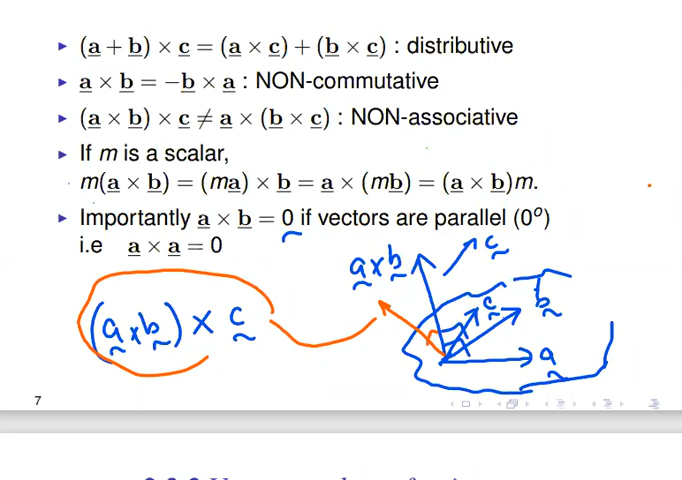 ▸ (a + b) × c = (a × c) + (b × c) : distributive
▸ a × b = −b × a : NON-commutative
▸ (a × b) × c ≠ a × (b × c) : NON-associative
▸ If m is a scalar,
m(a × b) = (ma) × b = a × (mb) = (a × b)m.
▸ Importantly a × b = 0 if vectors are parallel (0°)
i.e a × a = 0
a × b
c
(a × b) × c
c
b
a
7